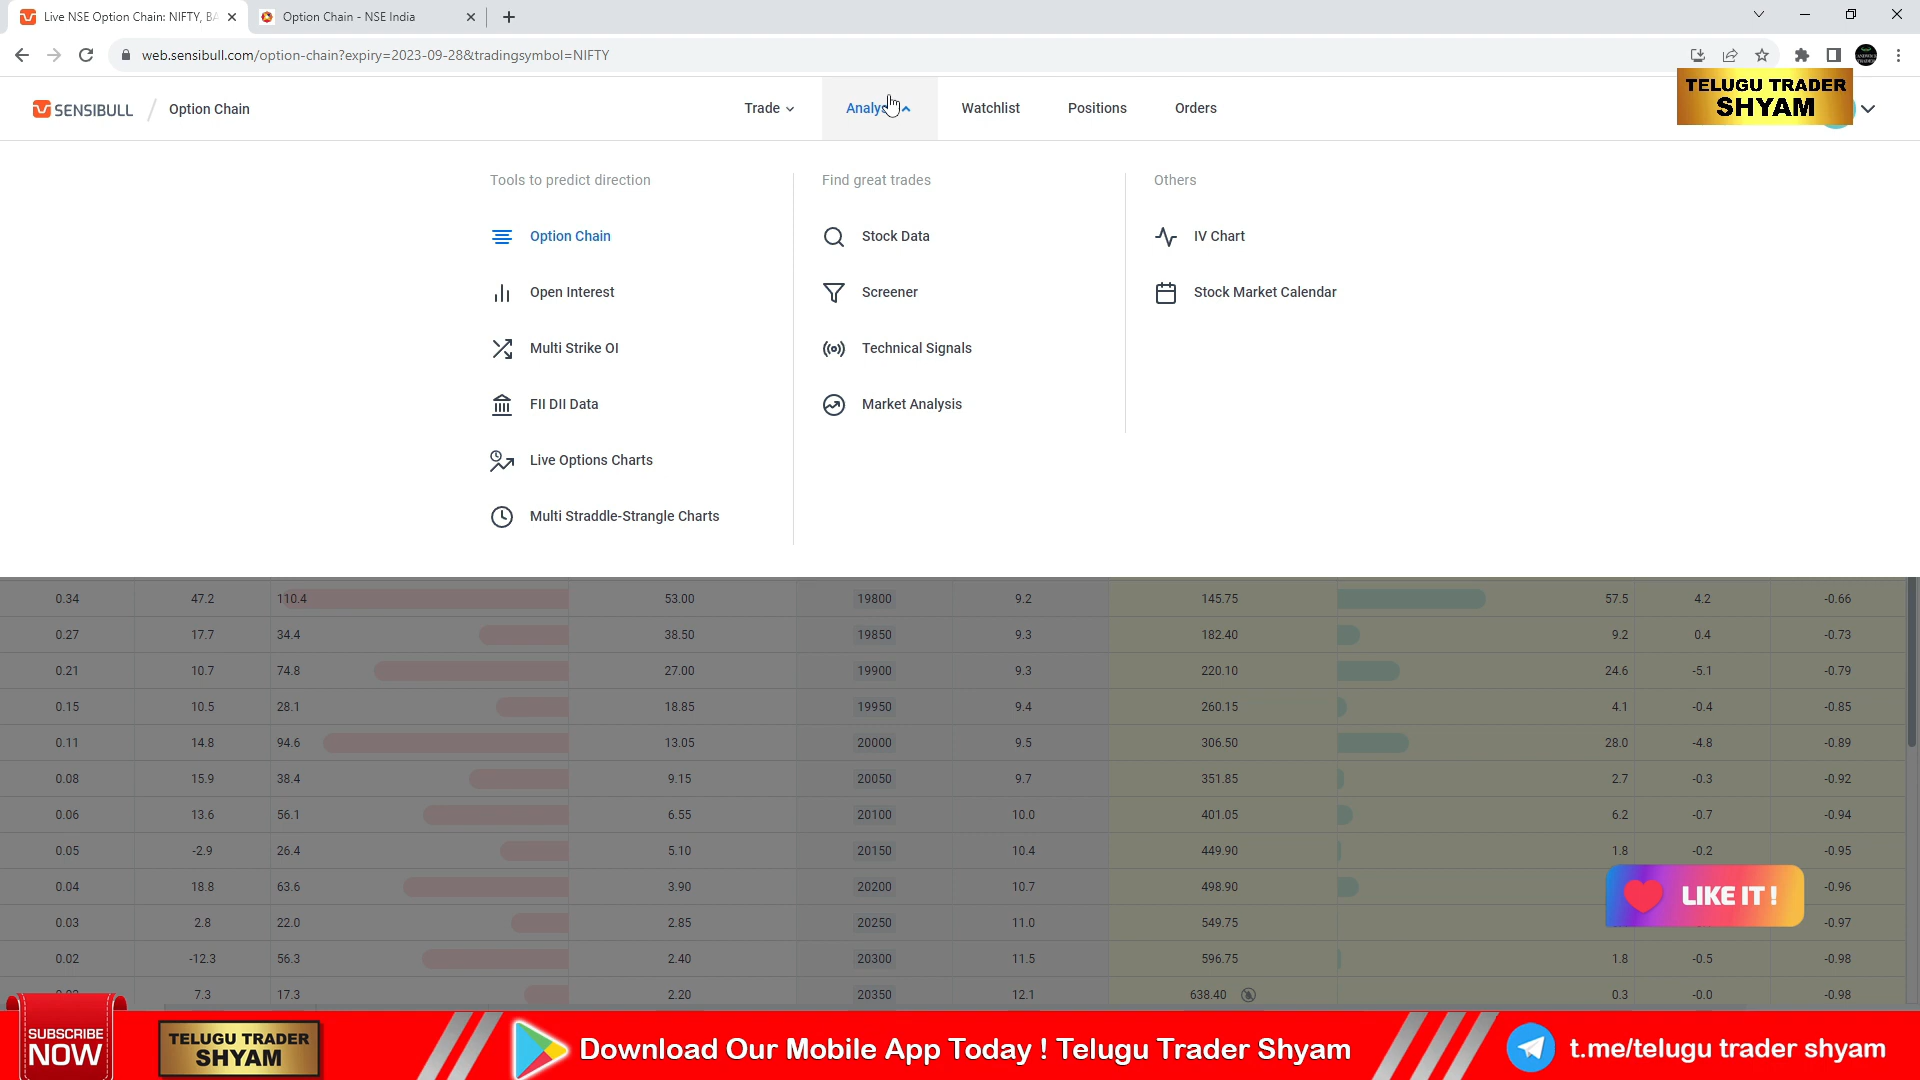 Live NSE Option Chain: NIFTY, BA
Option Chain - NSE India
web.sensibull.com/option-chain?expiry=2023-09-28&tradingsymbol=NIFTY
SENSIBULL / Option Chain
Trade
Watchlist
Positions
Orders
TELUGU TRADER
SHYAM
Tools to predict direction
Option Chain
Open Interest
Multi Strike OI
FII DII Data
Live Options Charts
Multi Straddle-Strangle Charts
Find great trades
Stock Data
Screener
Technical Signals
Market Analysis
Others
IV Chart
Stock Market Calendar
0.34 47.2 110.4 53.00 19800 9.2 145.75 57.5 4.2 -0.66
0.27 17.7 34.4 38.50 19850 9.3 182.40 9.2 0.4 -0.73
0.21 10.7 74.8 27.00 19900 9.3 220.10 24.6 -5.1 -0.79
0.15 10.5 28.1 18.85 19950 9.4 260.15 4.1 -0.4 -0.85
0.11 14.8 94.6 13.05 20000 9.5 306.50 28.0 -4.8 -0.89
0.08 15.9 38.4 9.15 20050 9.7 351.85 2.7 -0.3 -0.92
0.06 13.6 56.1 6.55 20100 10.0 401.05 6.2 -0.7 -0.94
0.05 -2.9 26.4 5.10 20150 10.4 449.90 1.8 -0.2 -0.95
0.04 18.8 63.6 3.90 20200 10.7 498.90 -0.96
0.03 2.8 22.0 2.85 20250 11.0 549.75 -0.97
0.02 -12.3 56.3 2.40 20300 11.5 596.75 1.8 -0.5 -0.98
7.3 17.3 2.20 20350 12.1 638.40 0.3 -0.0 -0.98
LIKE IT !
SUBSCRIBE
NOW
TELUGU TRADER
SHYAM
Download Our Mobile App Today ! Telugu Trader Shyam
t.me/telugu trader shyam